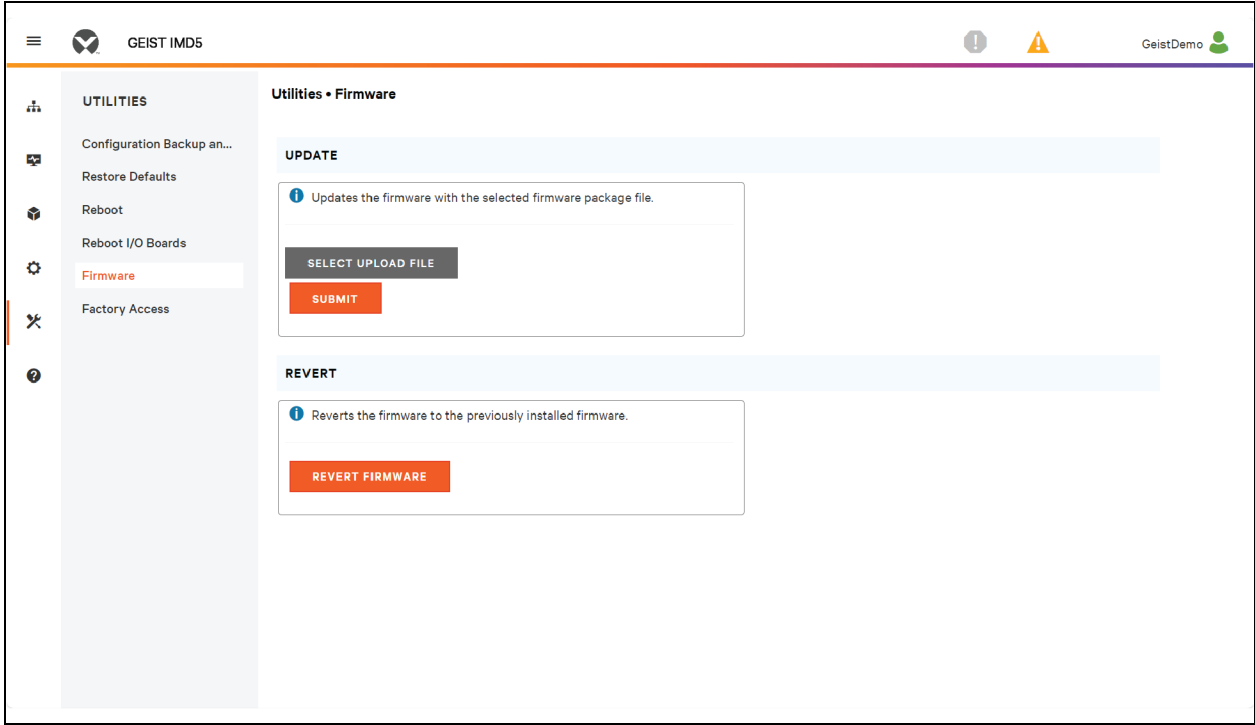 GEIST IMD5
GeistDemo
UTILITIES
Configuration Backup an...
Restore Defaults
Reboot
Reboot I/O Boards
Firmware
Factory Access
Utilities • Firmware
UPDATE
Updates the firmware with the selected firmware package file.
SELECT UPLOAD FILE
SUBMIT
REVERT
Reverts the firmware to the previously installed firmware.
REVERT FIRMWARE